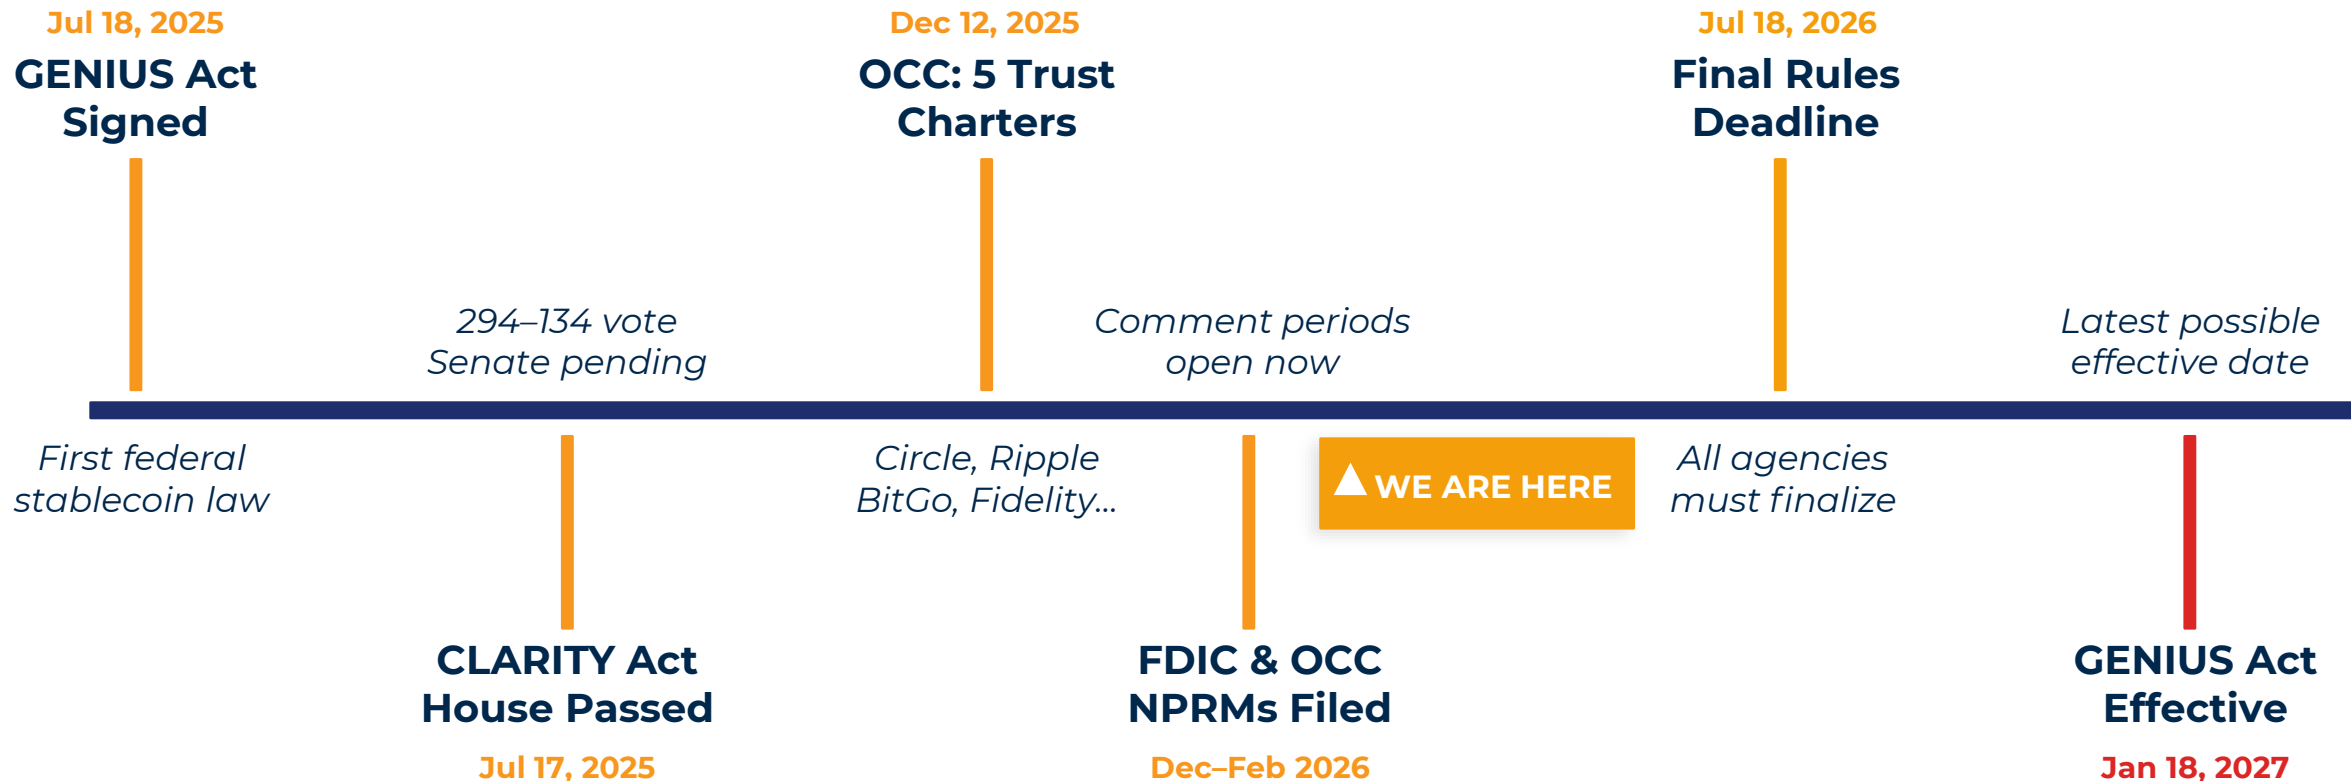 Jul 18, 2025
GENIUS Act
Signed
First federal
stablecoin law
294–134 vote
Senate pending
CLARITY Act
House Passed
Jul 17, 2025
Dec 12, 2025
OCC: 5 Trust
Charters
Circle, Ripple
BitGo, Fidelity...
Comment periods
open now
FDIC & OCC
NPRMs Filed
Dec–Feb 2026
▲ WE ARE HERE
Jul 18, 2026
Final Rules
Deadline
All agencies
must finalize
Latest possible
effective date
GENIUS Act
Effective
Jan 18, 2027